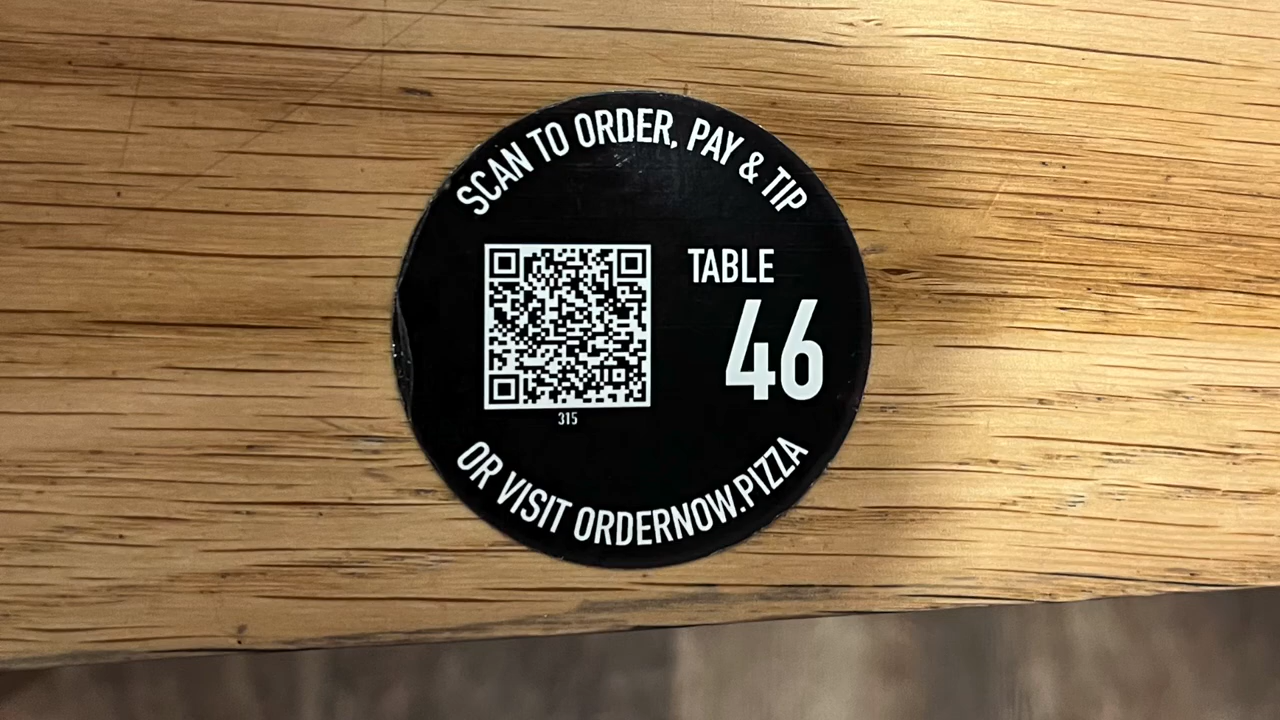 SCAN TO ORDER, PAY & TIP
TABLE
46
315
OR VISIT ORDERNOW.PIZZA